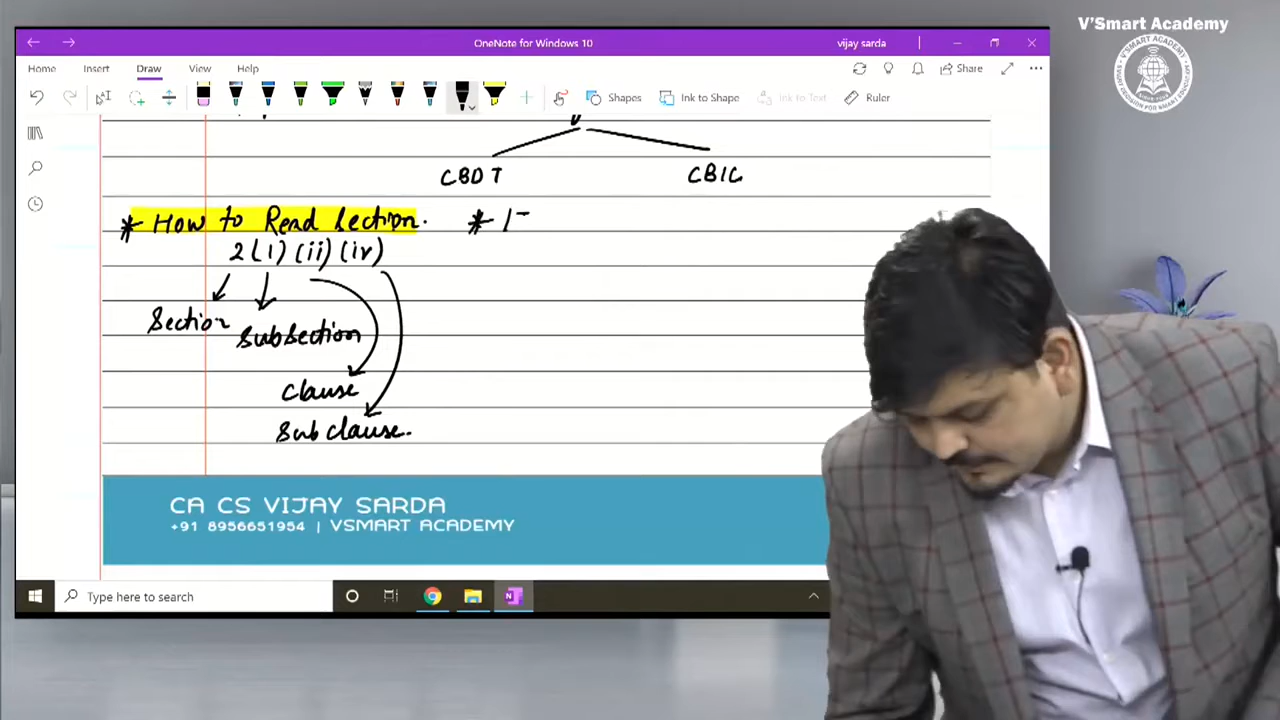 V'Smart Academy
OneNote for Windows 10
vijay sarda
Home Insert Draw View Help
Share
Shapes Ink to Shape Ink to Text Ruler
CBDT CBIC
* How to Read Section. *
2(1)(ii)(iv)
Section
Subsection
Clause
Subclause.
CA CS VIJAY SARDA
+91 8956651954 | VSMART ACADEMY
Type here to search